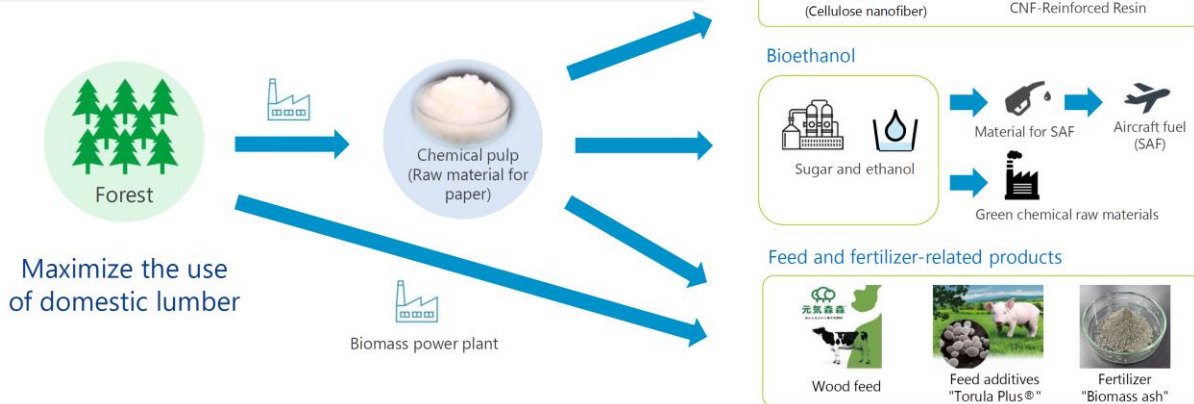 (Cellulose nanofiber)
CNF-Reinforced Resin
Bioethanol
Chemical pulp
(Raw material for
paper)
Forest
Sugar and ethanol
Material for SAF
Aircraft fuel
(SAF)
Green chemical raw materials
Maximize the use
of domestic lumber
Biomass power plant
Feed and fertilizer-related products
元気森森
Wood feed
Feed additives
"Torula Plus®"
Fertilizer
"Biomass ash"